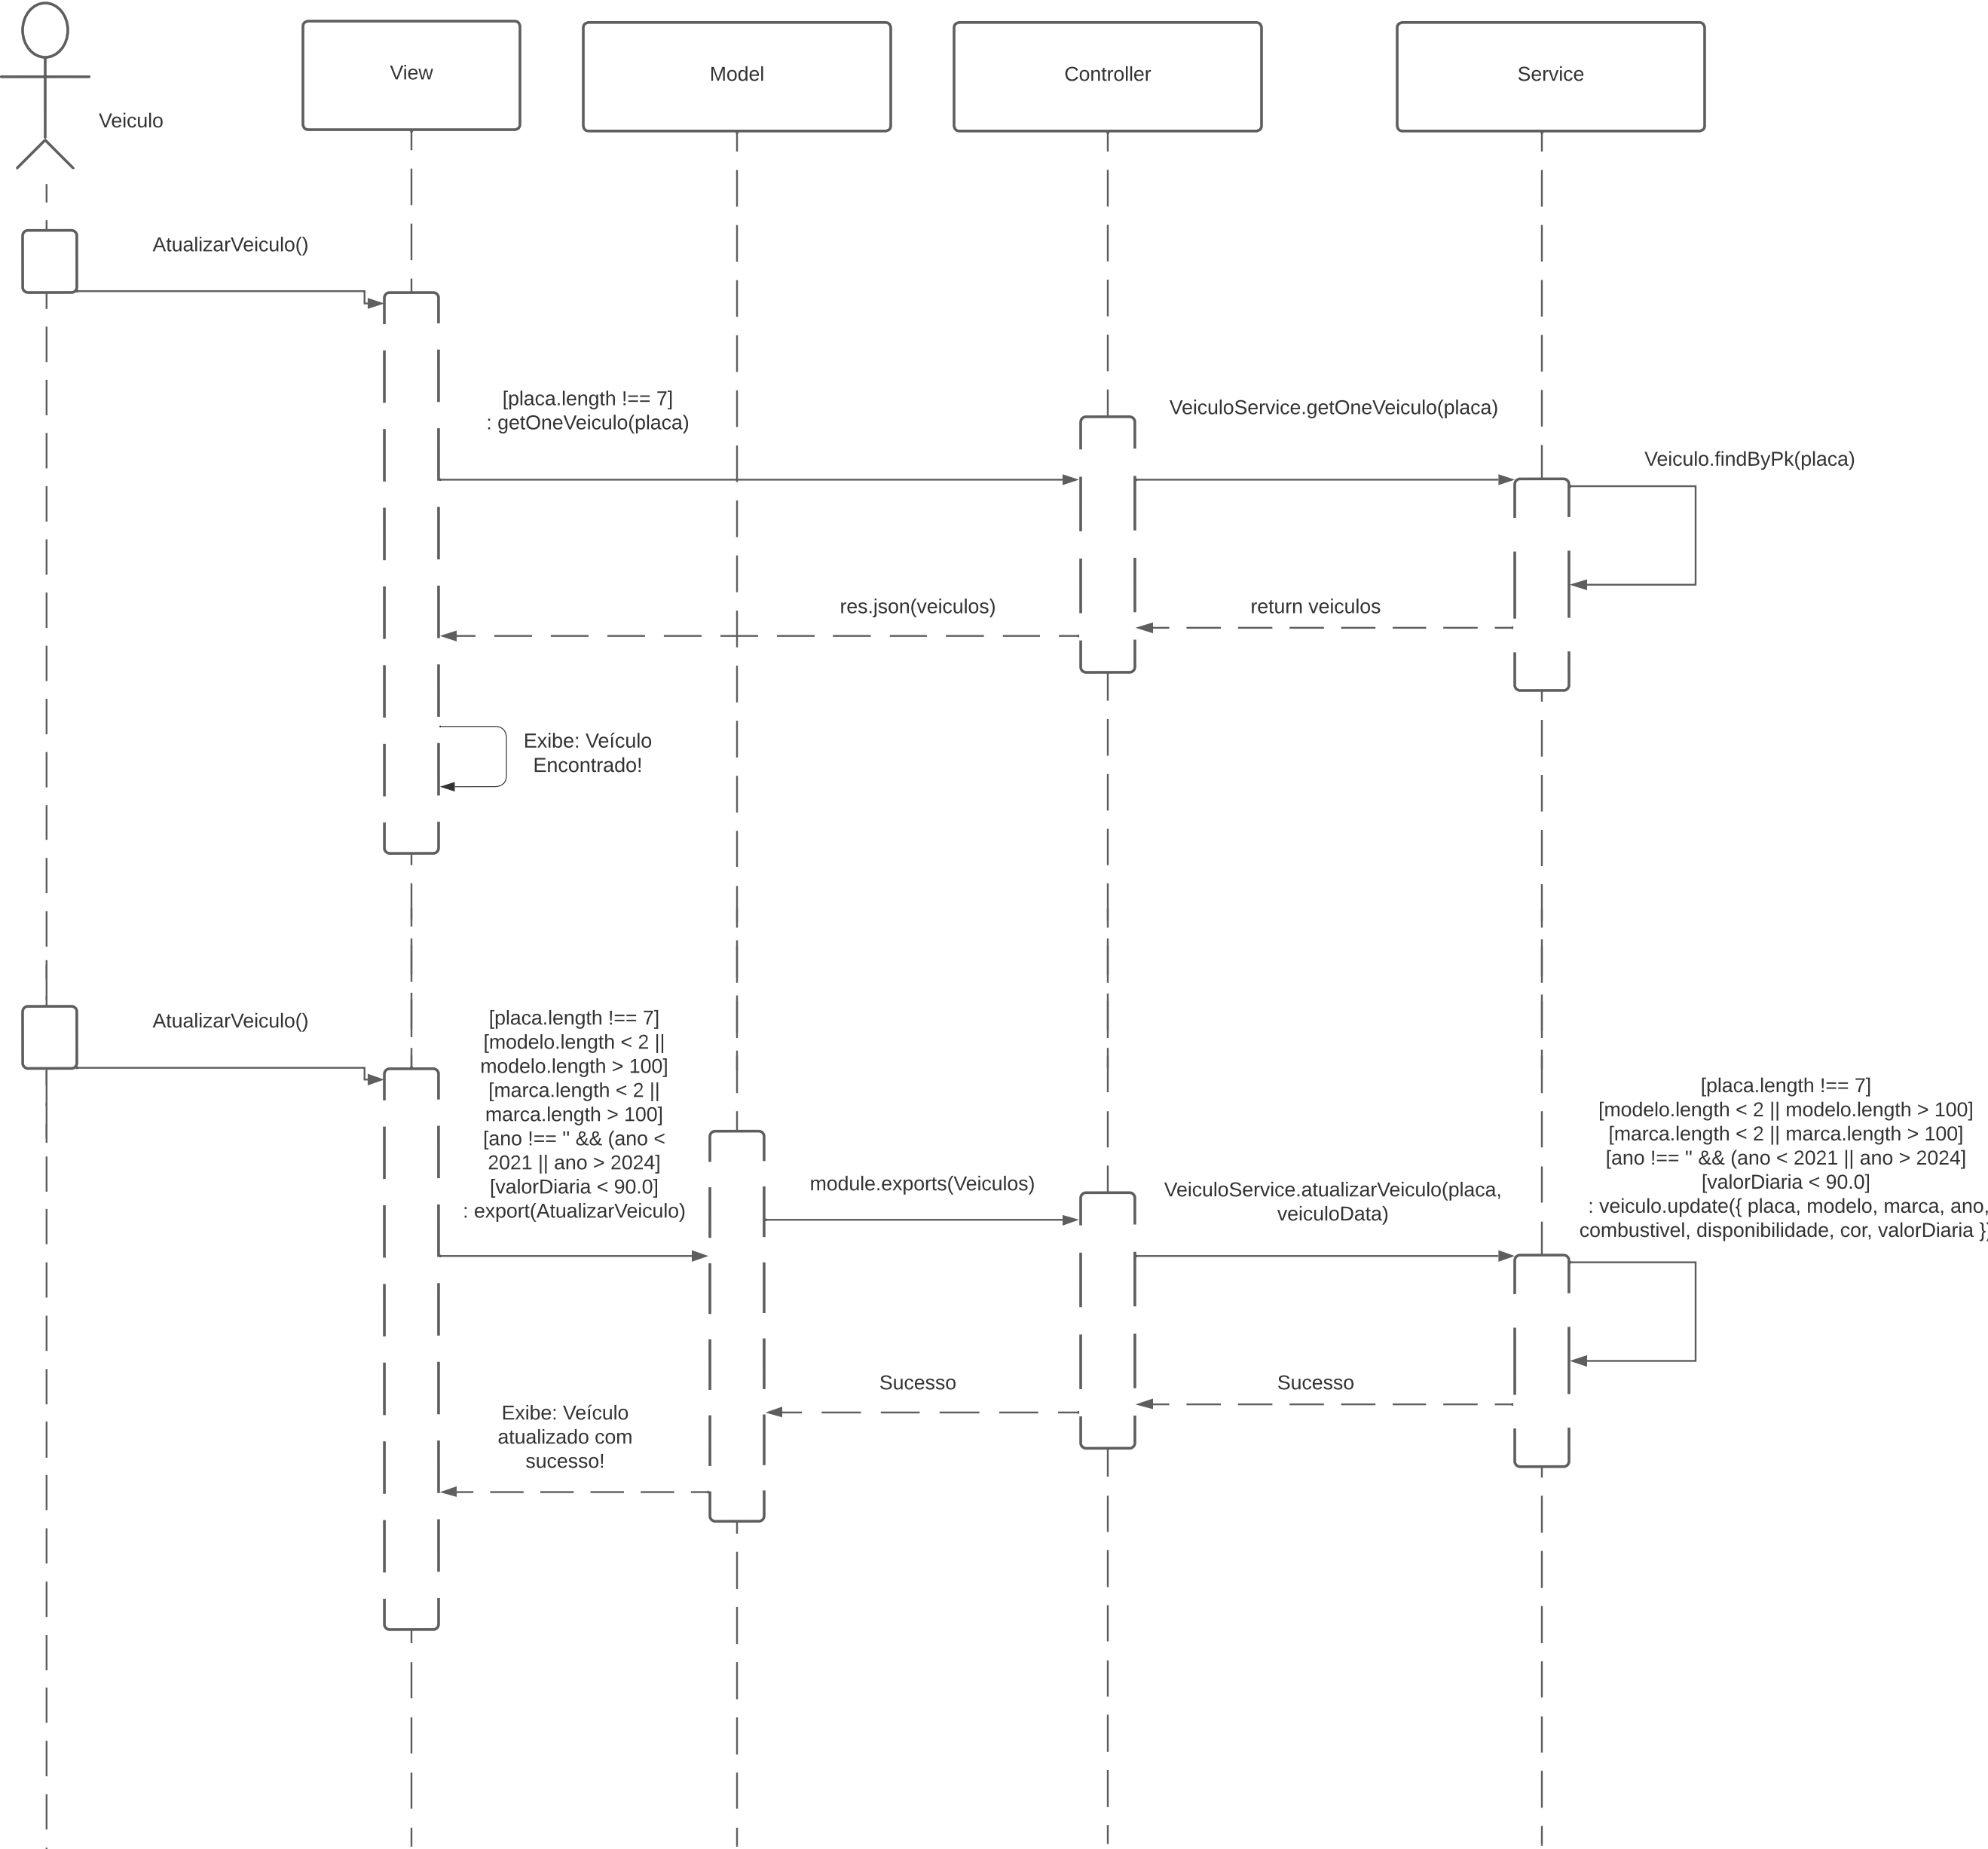 View
Model
Controller
Service
Veiculo
AtualizarVeiculo()
[placa.length !== 7]
: getOneVeiculo(placa)
VeiculoService.getOneVeiculo(placa)
Veiculo.findByPk(placa)
res.json(veiculos)
return veiculos
Exibe: Veículo
Encontrado!
AtualizarVeiculo()
[placa.length !== 7]
[modelo.length < 2 ||
modelo.length > 100]
[marca.length < 2 ||
marca.length > 100]
[ano !== '' && (ano <
2021 || ano > 2024]
[valorDiaria < 90.0]
: export(AtualizarVeiculo)
module.exports(Veiculos)
VeiculoService.atualizarVeiculo(placa,
veiculoData)
[placa.length !== 7]
[modelo.length < 2 || modelo.length > 100]
[marca.length < 2 || marca.length > 100]
[ano !== '' && (ano < 2021 || ano > 2024]
[valorDiaria < 90.0]
: veiculo.update({ placa, modelo, marca, ano,
combustivel, disponibilidade, cor, valorDiaria })
Sucesso
Sucesso
Exibe: Veículo
atualizado com
sucesso!